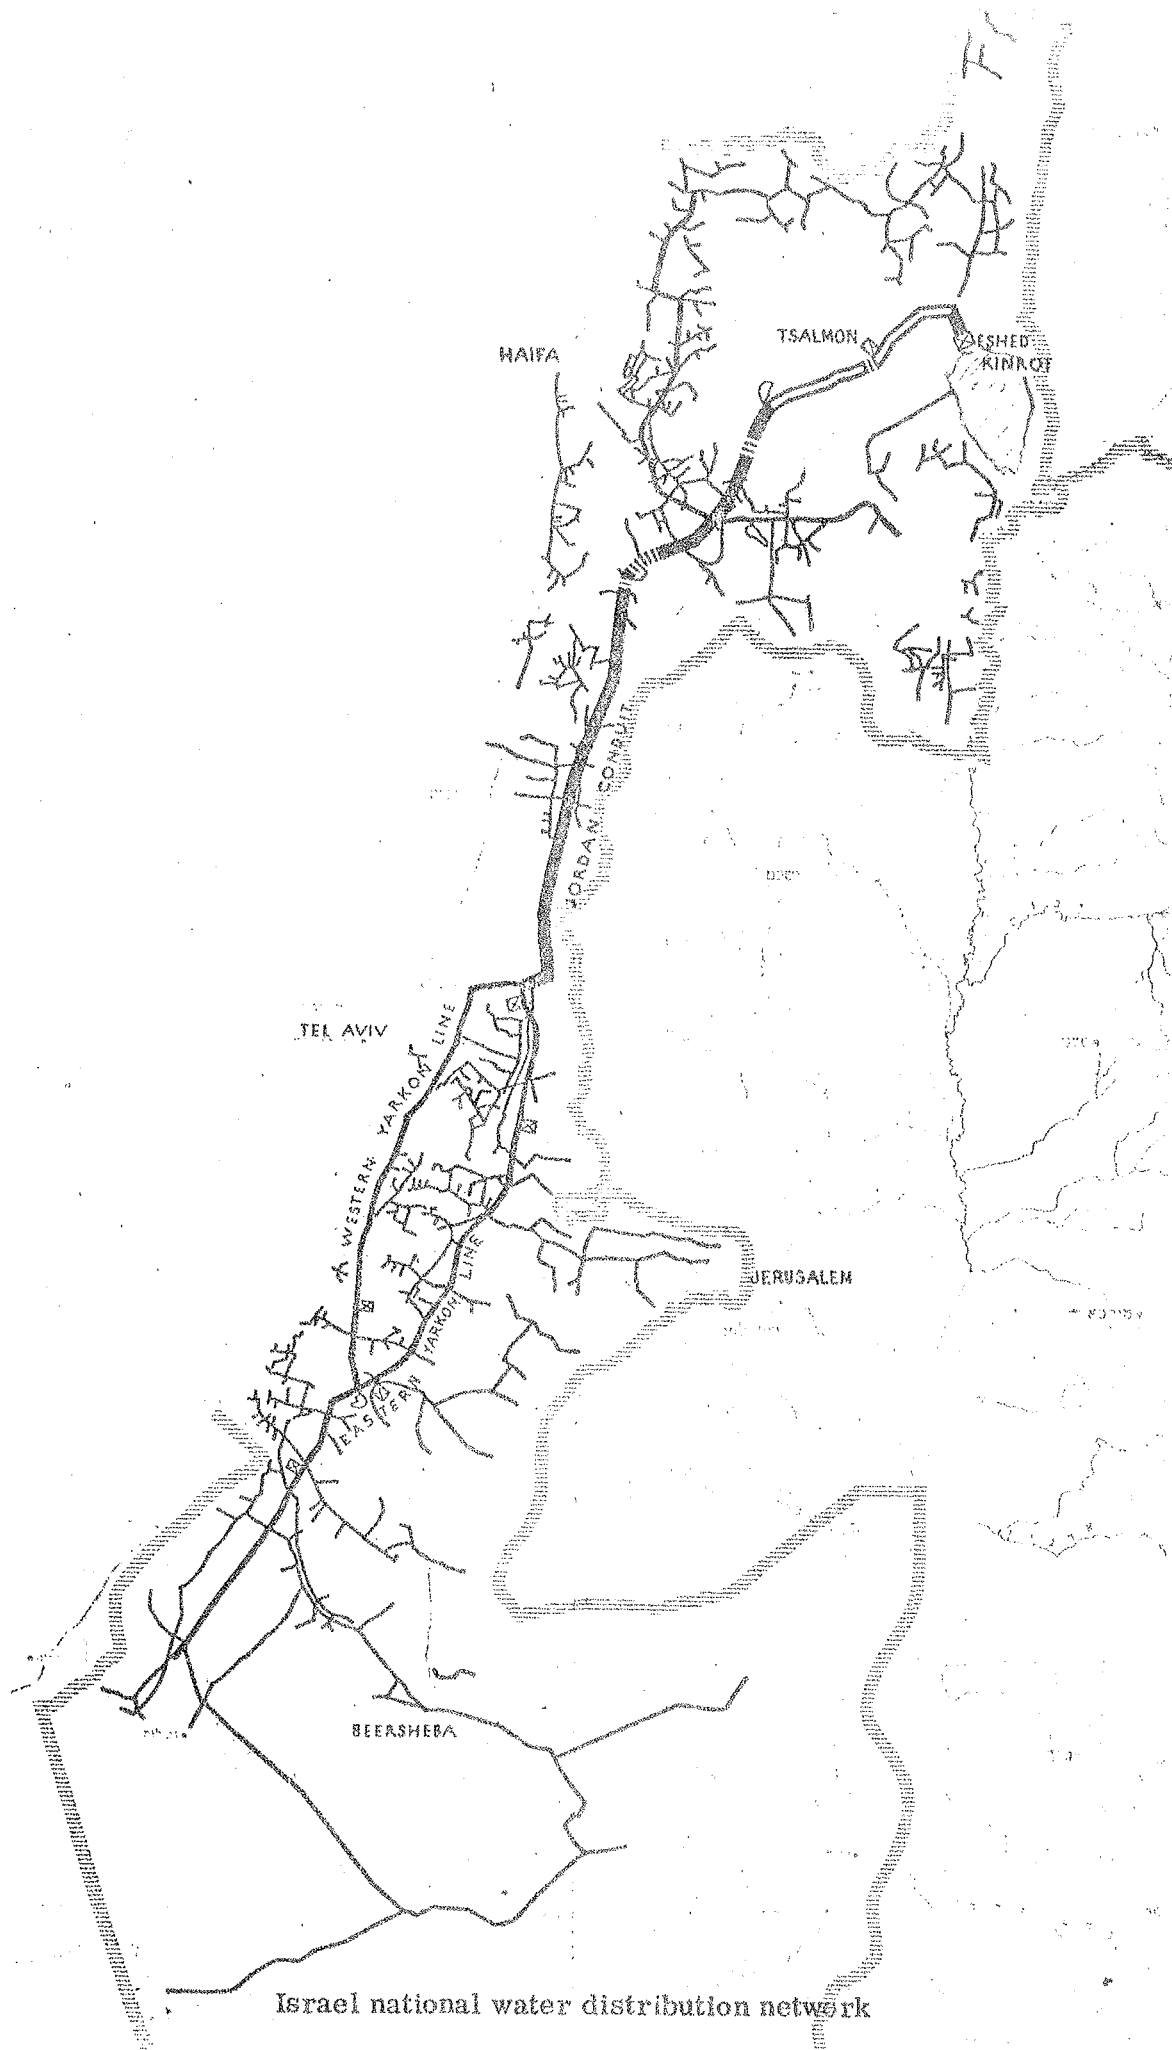 HAIFA
TSALMON
ESHED
KINROT
JORDAN CONDUIT
TEL AVIV
WESTERN YARKON LINE
EASTERN YARKON LINE
JERUSALEM
BEERSHEBA
Israel national water distribution network